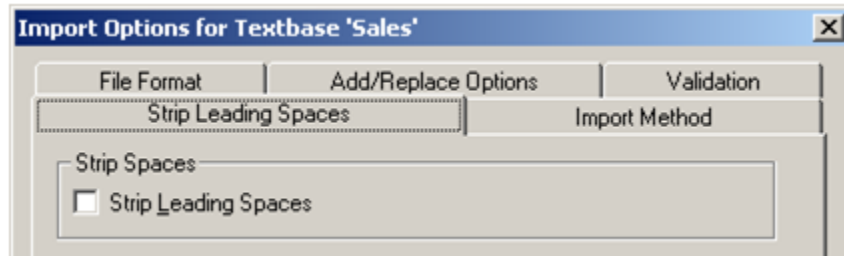 Import Options for Textbase 'Sales'
File Format Add/Replace Options Validation
Strip Leading Spaces Import Method
Strip Spaces
Strip Leading Spaces